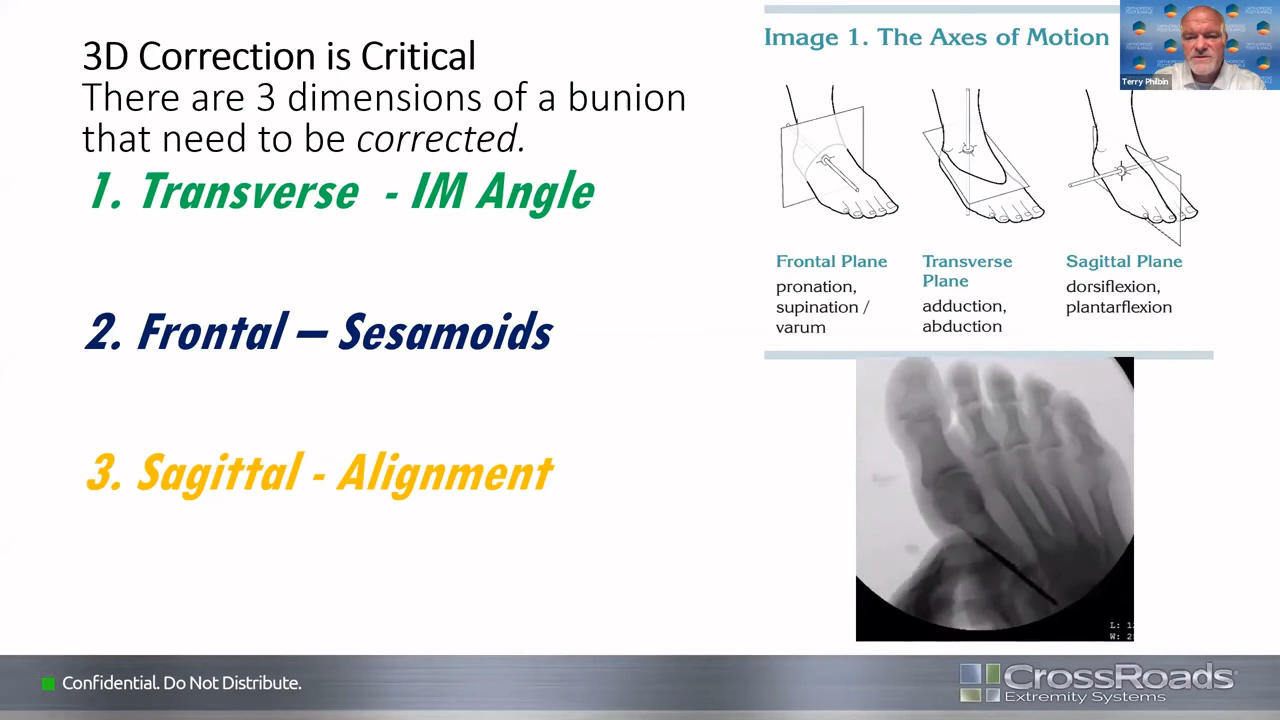 3D Correction is Critical
There are 3 dimensions of a bunion
that need to be corrected.
1. Transverse - IM Angle
2. Frontal – Sesamoids
3. Sagittal - Alignment
Image 1. The Axes of Motion
Frontal Plane
pronation,
supination /
varum
Transverse
Plane
adduction,
abduction
Sagittal Plane
dorsiflexion,
plantarflexion
Terry Philbin
L: 12
W: 2
Confidential. Do Not Distribute.
CrossRoads
Extremity Systems